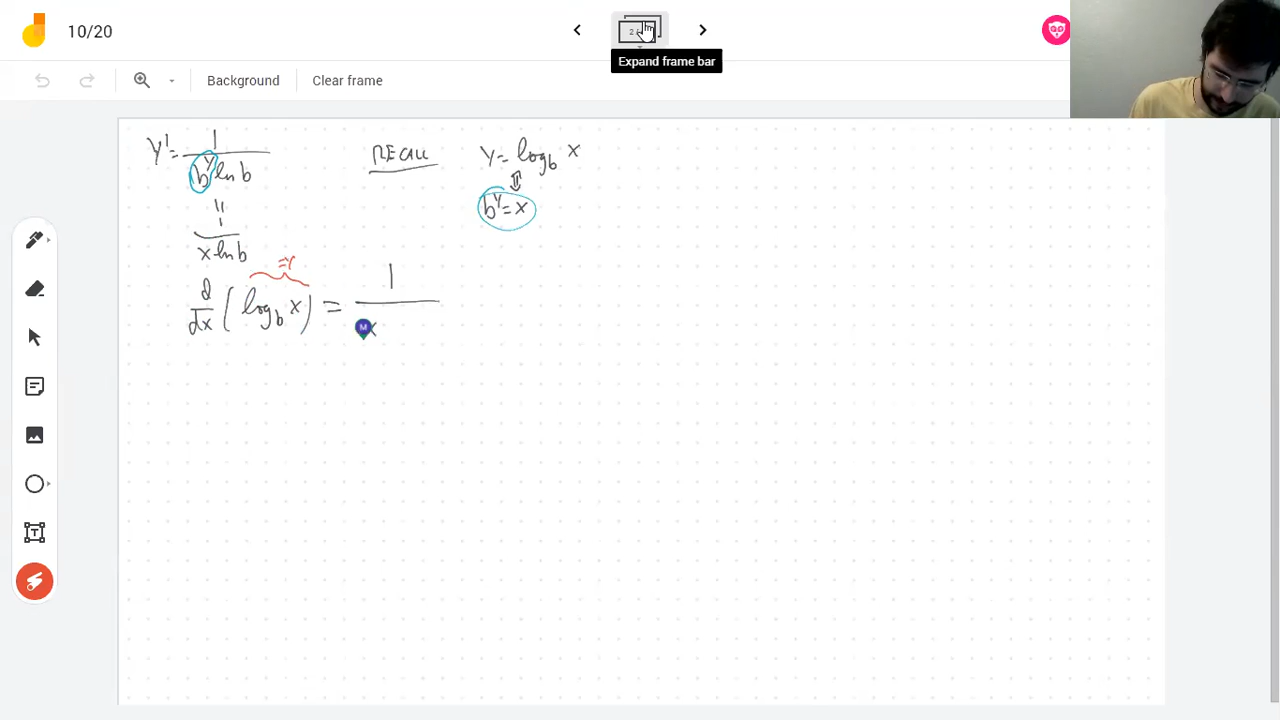 10/20
Expand frame bar
Background
Clear frame
y' = 1 / (b^y ln b)
RECALL
y = log_b x
⇕
b^y = x
"
1 / (x ln b)
= y
d/dx (log_b x) = 1 / x
M